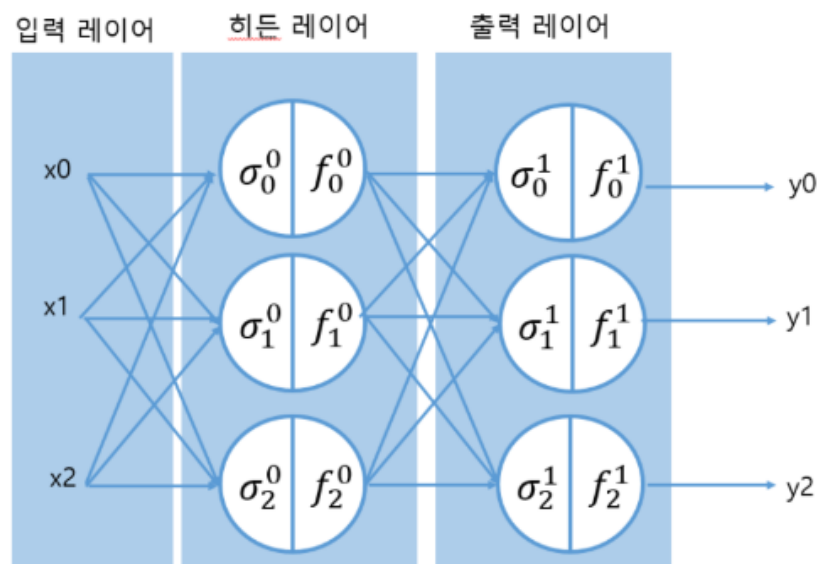 입력 레이어 히든 레이어 출력 레이어
x0 σ₀⁰ f₀⁰ σ₀¹ f₀¹ y0
x1 σ₁⁰ f₁⁰ σ₁¹ f₁¹ y1
x2 σ₂⁰ f₂⁰ σ₂¹ f₂¹ y2